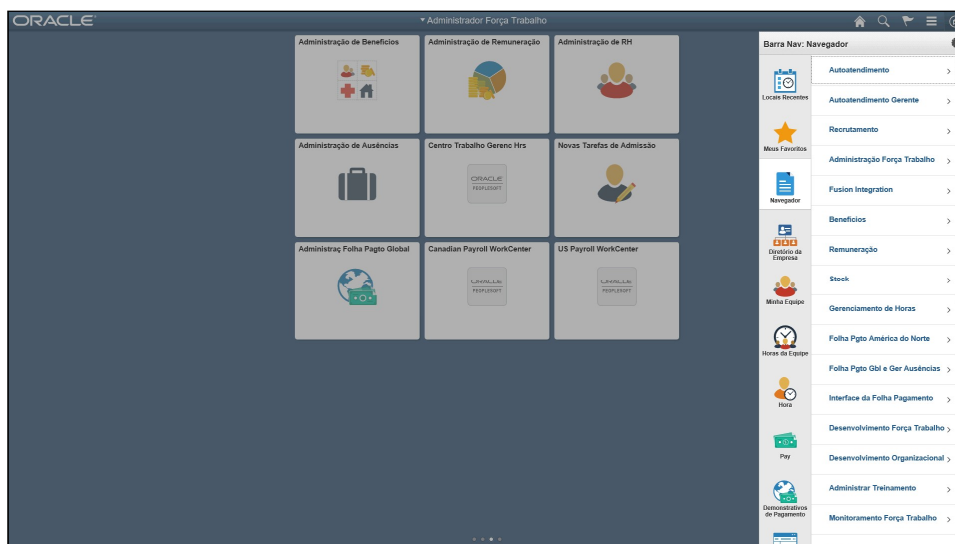 ORACLE
Administrador Força Trabalho
Administração de Benefícios
Administração de Remuneração
Administração de RH
Administração de Ausências
Centro Trabalho Gerenc Hrs
Novas Tarefas de Admissão
ORACLE
PEOPLESOFT
Administraç Folha Pagto Global
Canadian Payroll WorkCenter
US Payroll WorkCenter
ORACLE
PEOPLESOFT
ORACLE
PEOPLESOFT
Barra Nav: Navegador
Locais Recentes
Meus Favoritos
Navegador
Diretório da
Empresa
Minha Equipe
Horas da Equipe
Hora
Pay
Demonstrativos
de Pagamento
Autoatendimento
Autoatendimento Gerente
Recrutamento
Administração Força Trabalho
Fusion Integration
Benefícios
Remuneração
Stock
Gerenciamento de Horas
Folha Pgto América do Norte
Folha Pgto Gbl e Ger Ausências
Interface da Folha Pagamento
Desenvolvimento Força Trabalho
Desenvolvimento Organizacional
Administrar Treinamento
Monitoramento Força Trabalho